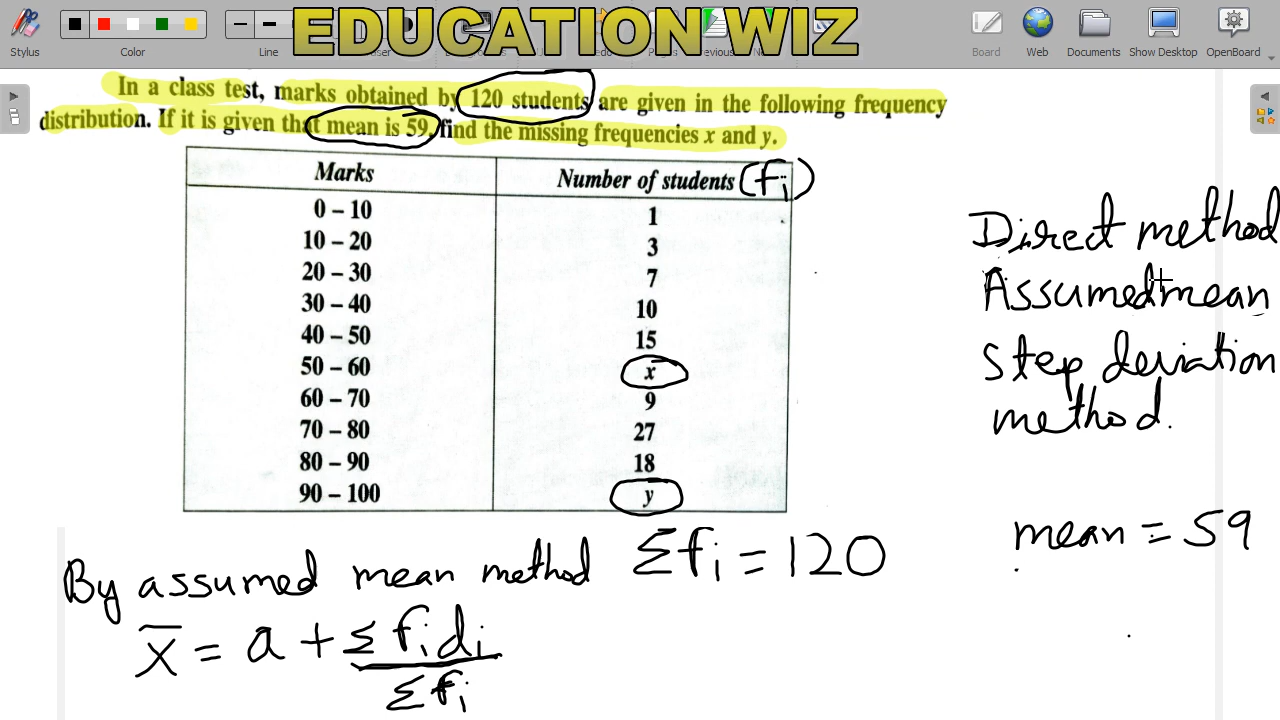 EDUCATION WIZ
Stylus
Color
Line
Previous
Board
Web
Documents
Show Desktop
OpenBoard
In a class test, marks obtained by 120 students are given in the following frequency
distribution. If it is given that mean is 59, find the missing frequencies x and y.
Marks Number of students (fi)
0 – 10 1
10 – 20 3
20 – 30 7
30 – 40 10
40 – 50 15
50 – 60 x
60 – 70 9
70 – 80 27
80 – 90 18
90 – 100 y
Direct method
Assumed mean
Step deviation
method.
mean = 59
By assumed mean method Σfi = 120
x̄ = a + Σfidi
Σfi